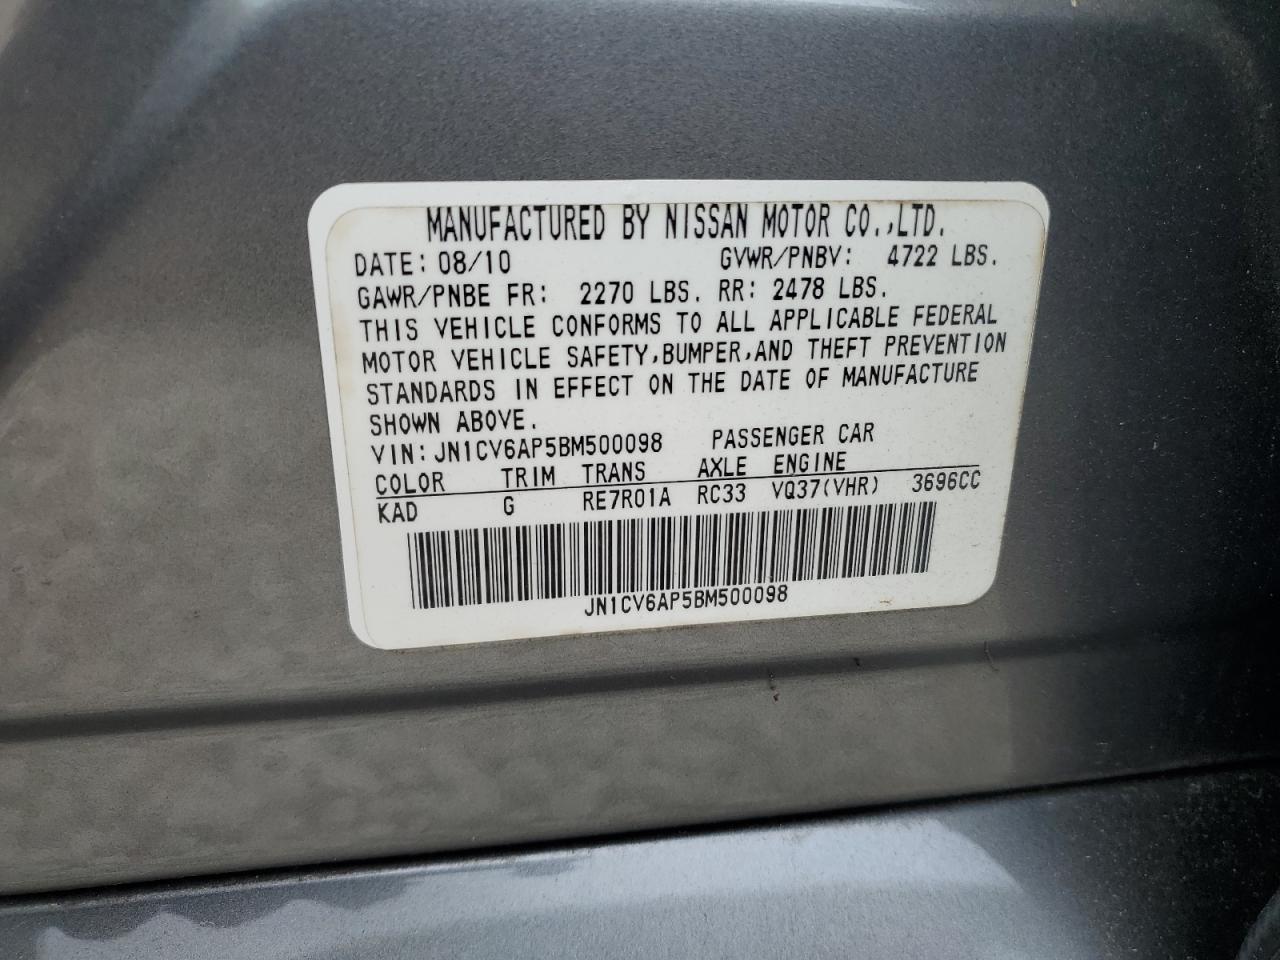 MANUFACTURED BY NISSAN MOTOR CO.,LTD.
DATE: 08/10 GVWR/PNBV: 4722 LBS.
GAWR/PNBE FR: 2270 LBS. RR: 2478 LBS.
THIS VEHICLE CONFORMS TO ALL APPLICABLE FEDERAL
MOTOR VEHICLE SAFETY,BUMPER,AND THEFT PREVENTION
STANDARDS IN EFFECT ON THE DATE OF MANUFACTURE
SHOWN ABOVE.
VIN: JN1CV6AP5BM500098 PASSENGER CAR
COLOR TRIM TRANS AXLE ENGINE
KAD G RE7R01A RC33 VQ37(VHR) 3696CC
JN1CV6AP5BM500098